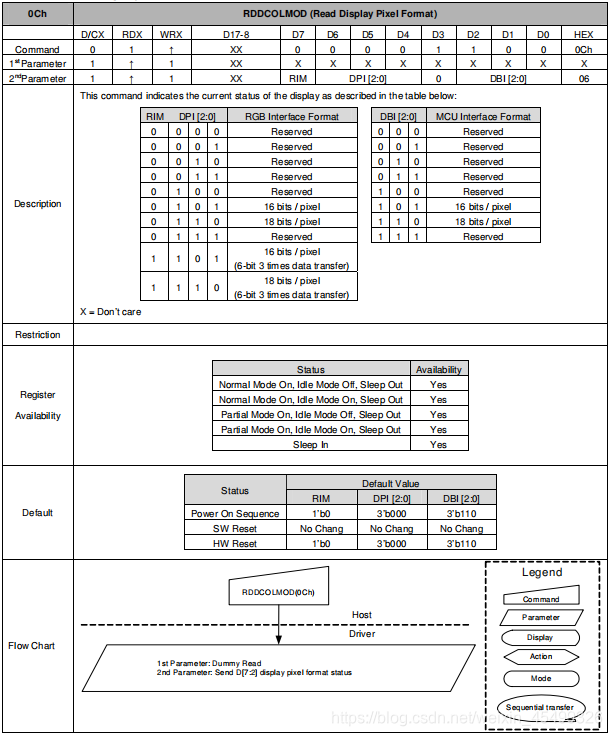 0Ch RDDCOLMOD (Read Display Pixel Format)
D/CX RDX WRX D17-8 D7 D6 D5 D4 D3 D2 D1 D0 HEX
Command 0 1 ↑ XX 0 0 0 0 1 1 0 0 0Ch
1st Parameter 1 ↑ 1 XX X X X X X X X X X
2nd Parameter 1 ↑ 1 XX RIM DPI [2:0] 0 DBI [2:0] 06
Description
This command indicates the current status of the display as described in the table below:
RIM DPI [2:0] RGB Interface Format
0 0 0 0 Reserved
0 0 0 1 Reserved
0 0 1 0 Reserved
0 0 1 1 Reserved
0 1 0 0 Reserved
0 1 0 1 16 bits / pixel
0 1 1 0 18 bits / pixel
0 1 1 1 Reserved
1 1 0 1 16 bits / pixel
(6-bit 3 times data transfer)
1 1 1 0 18 bits / pixel
(6-bit 3 times data transfer)
DBI [2:0] MCU Interface Format
0 0 0 Reserved
0 0 1 Reserved
0 1 0 Reserved
0 1 1 Reserved
1 0 0 Reserved
1 0 1 16 bits / pixel
1 1 0 18 bits / pixel
1 1 1 Reserved
X = Don't care
Restriction
Register
Availability
Status Availability
Normal Mode On, Idle Mode Off, Sleep Out Yes
Normal Mode On, Idle Mode On, Sleep Out Yes
Partial Mode On, Idle Mode Off, Sleep Out Yes
Partial Mode On, Idle Mode On, Sleep Out Yes
Sleep In Yes
Default
Status Default Value
RIM DPI [2:0] DBI [2:0]
Power On Sequence 1'b0 3'b000 3'b110
SW Reset No Chang No Chang No Chang
HW Reset 1'b0 3'b000 3'b110
Flow Chart
RDDCOLMOD(0Ch)
Host
Driver
1st Parameter: Dummy Read
2nd Parameter: Send D[7:2] display pixel format status
Legend
Command
Parameter
Display
Action
Mode
Sequential transfer